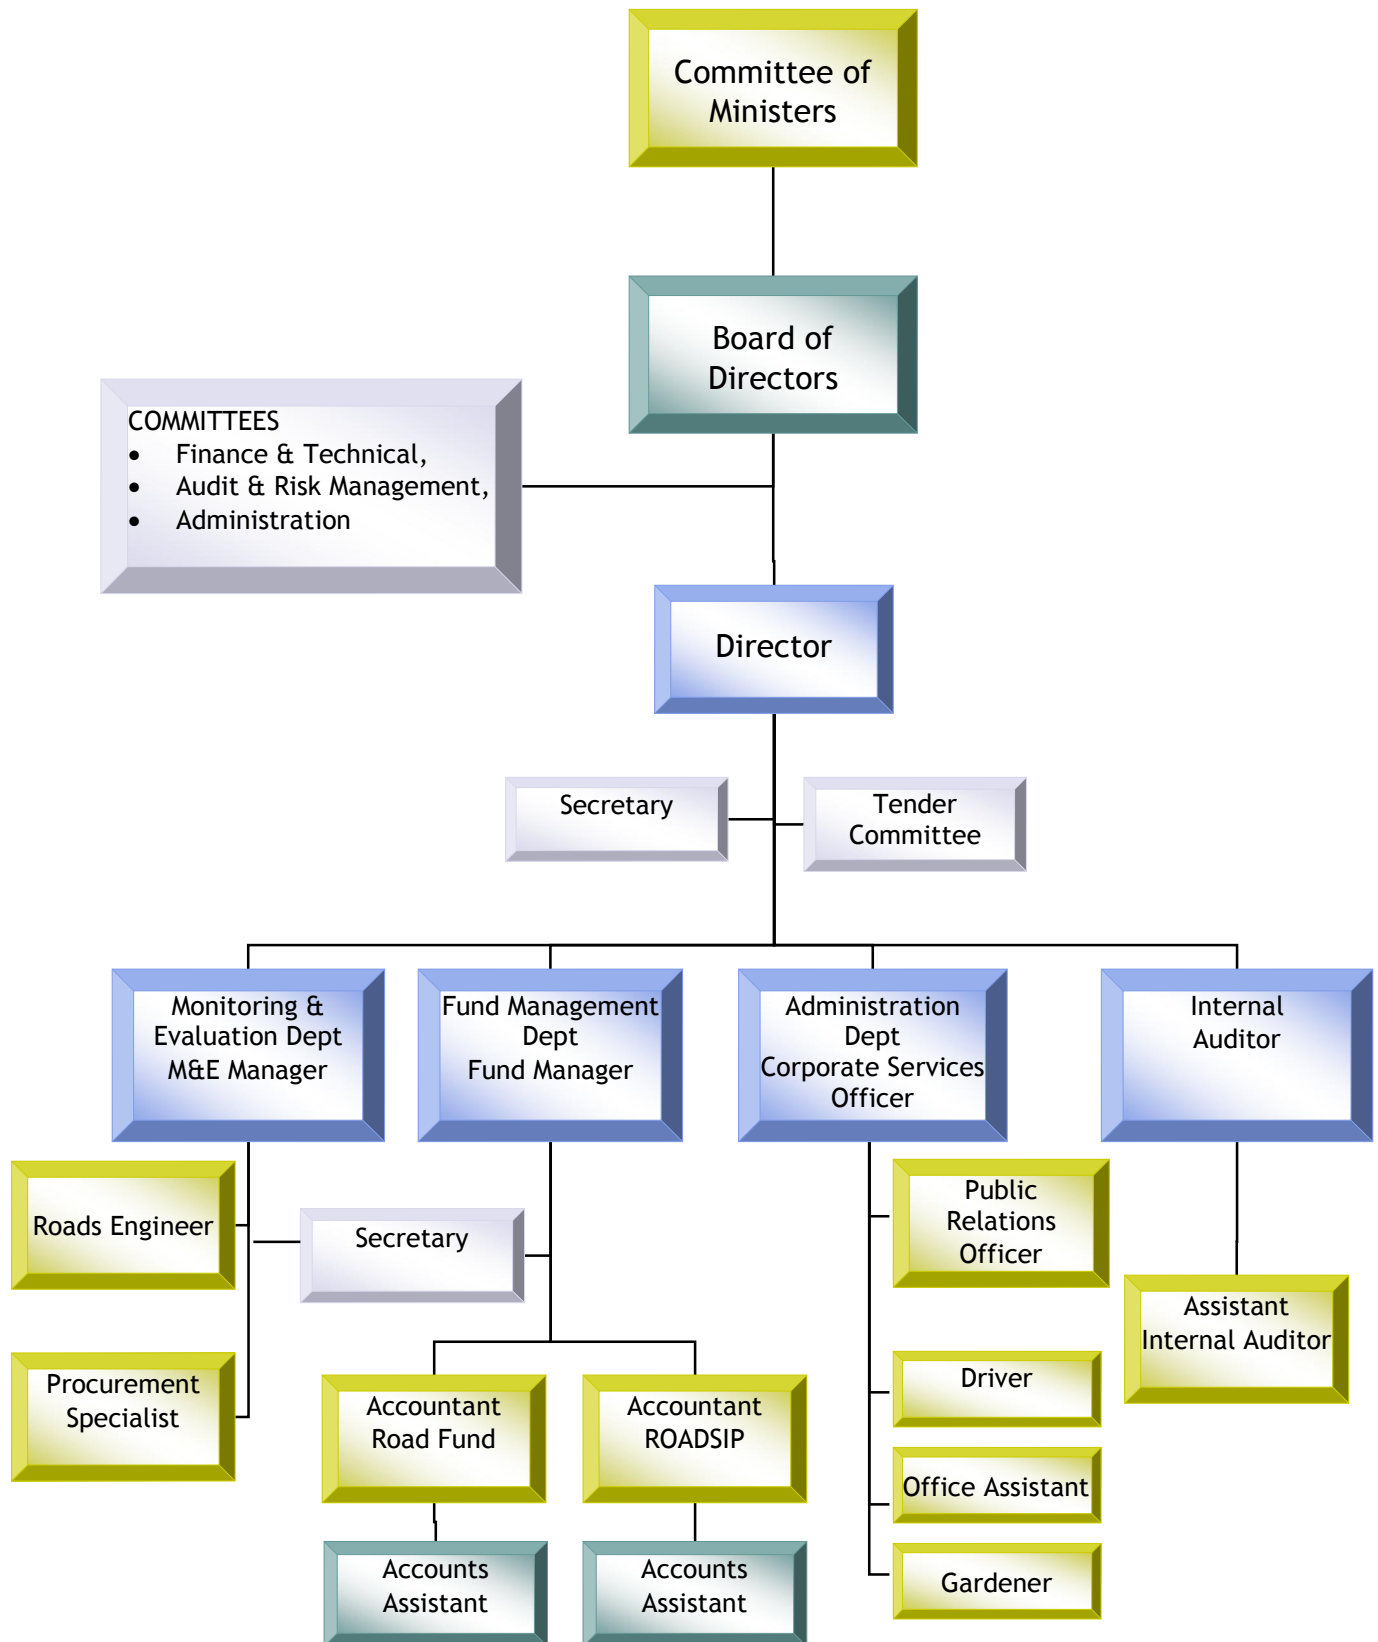 Committee of
Ministers
Board of
Directors
COMMITTEES
• Finance & Technical,
• Audit & Risk Management,
• Administration
Director
Secretary
Tender
Committee
Monitoring &
Evaluation Dept
M&E Manager
Fund Management
Dept
Fund Manager
Administration
Dept
Corporate Services
Officer
Internal
Auditor
Roads Engineer
Secretary
Public
Relations
Officer
Assistant
Internal Auditor
Procurement
Specialist
Accountant
Road Fund
Accountant
ROADSIP
Driver
Office Assistant
Gardener
Accounts
Assistant
Accounts
Assistant